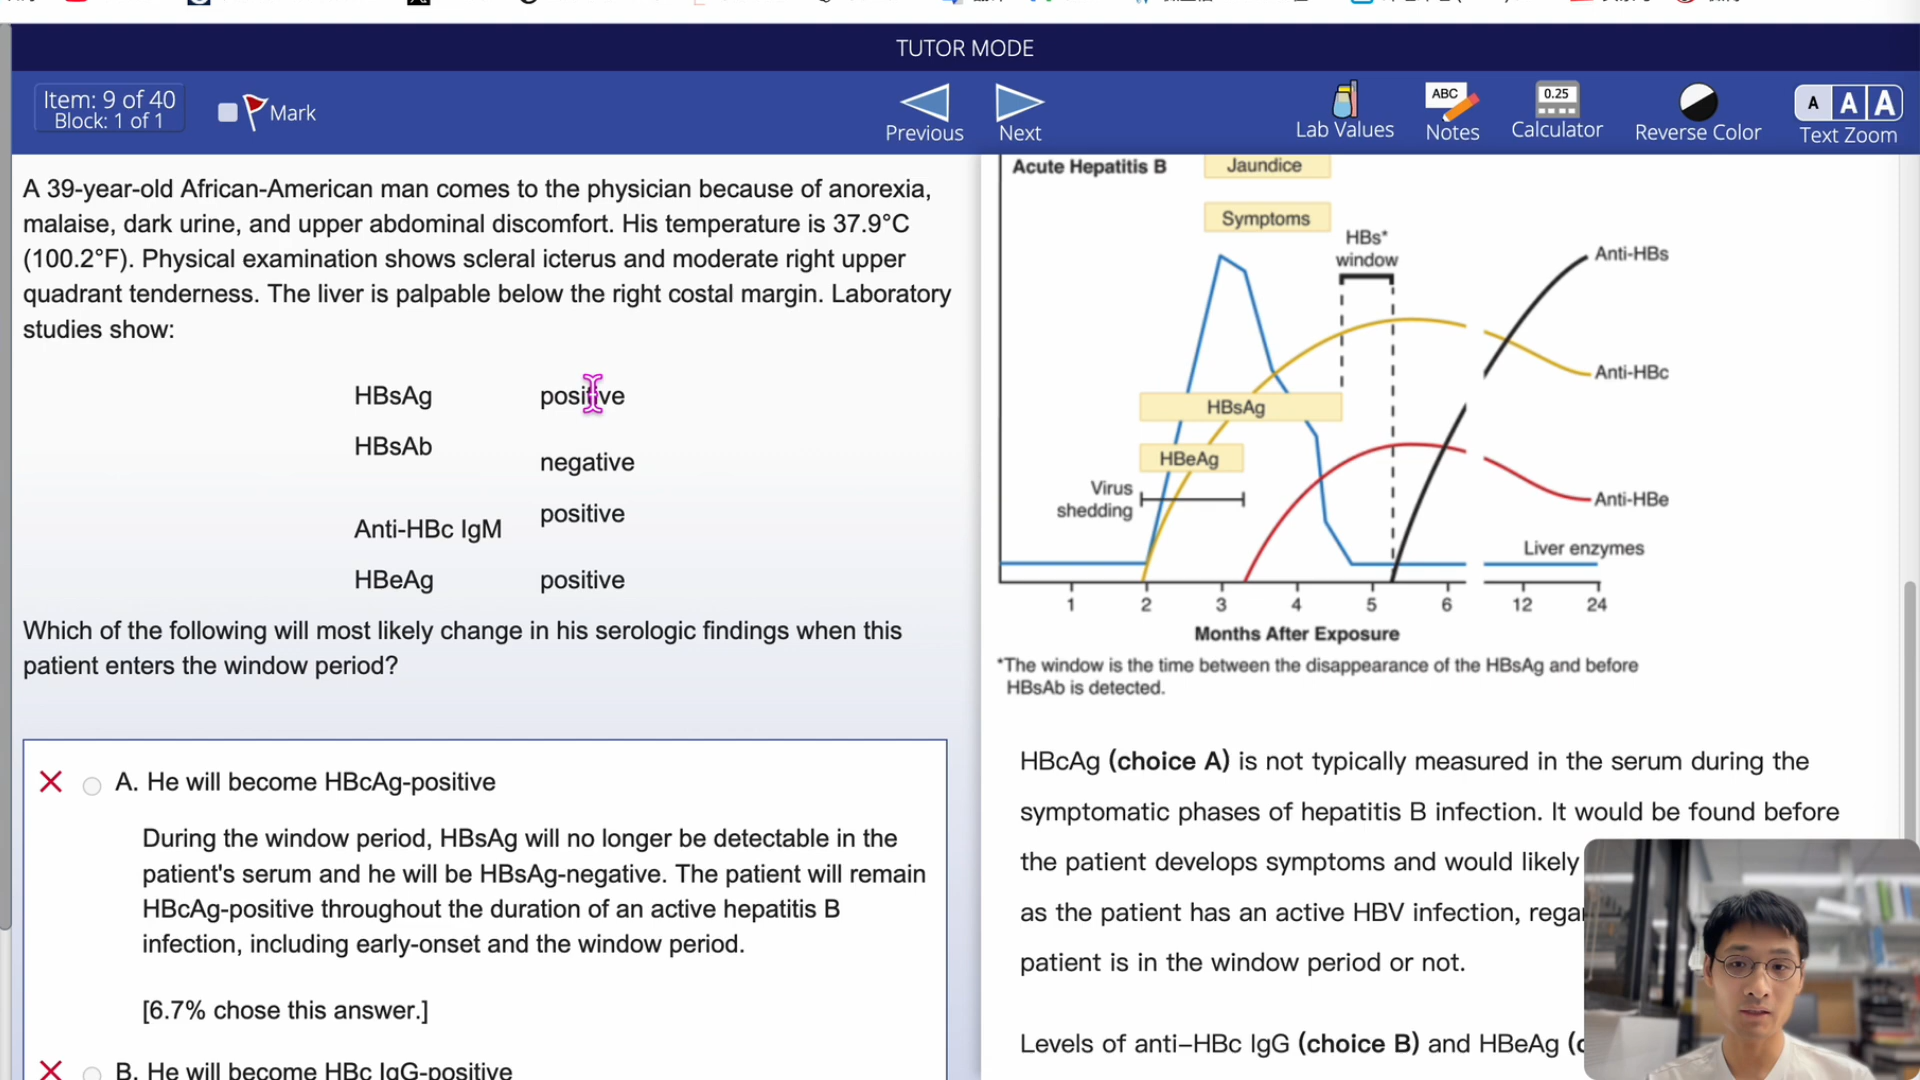 TUTOR MODE
Item: 9 of 40
Block: 1 of 1
Mark
Previous
Next
Lab Values
ABC
Notes
0.25
Calculator
Reverse Color
A A A
Text Zoom
A 39-year-old African-American man comes to the physician because of anorexia,
malaise, dark urine, and upper abdominal discomfort. His temperature is 37.9°C
(100.2°F). Physical examination shows scleral icterus and moderate right upper
quadrant tenderness. The liver is palpable below the right costal margin. Laboratory
studies show:
HBsAg positive
HBsAb negative
Anti-HBc IgM positive
HBeAg positive
Which of the following will most likely change in his serologic findings when this
patient enters the window period?
A. He will become HBcAg-positive
During the window period, HBsAg will no longer be detectable in the
patient's serum and he will be HBsAg-negative. The patient will remain
HBcAg-positive throughout the duration of an active hepatitis B
infection, including early-onset and the window period.
[6.7% chose this answer.]
B. He will become HBc IgG-positive
Acute Hepatitis B
Jaundice
Symptoms
HBs*
window
Anti-HBs
Anti-HBc
HBsAg
HBeAg
Virus
shedding
Anti-HBe
Liver enzymes
1 2 3 4 5 6 12 24
Months After Exposure
*The window is the time between the disappearance of the HBsAg and before
HBsAb is detected.
HBcAg (choice A) is not typically measured in the serum during the
symptomatic phases of hepatitis B infection. It would be found before
the patient develops symptoms and would likely
as the patient has an active HBV infection,
patient is in the window period or not.
Levels of anti–HBc IgG (choice B) and HBeAg